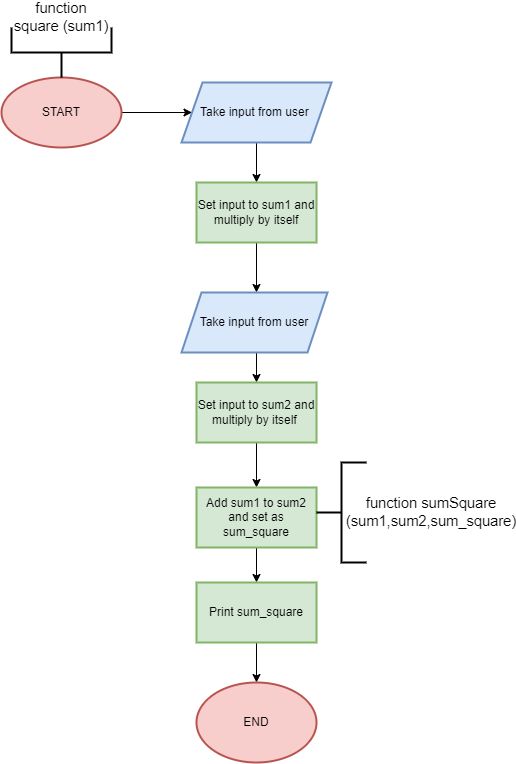 function
square (sum1)
START
Take input from user
Set input to sum1 and
multiply by itself
Take input from user
Set input to sum2 and
multiply by itself
Add sum1 to sum2
and set as
sum_square
function sumSquare
(sum1,sum2,sum_square)
Print sum_square
END